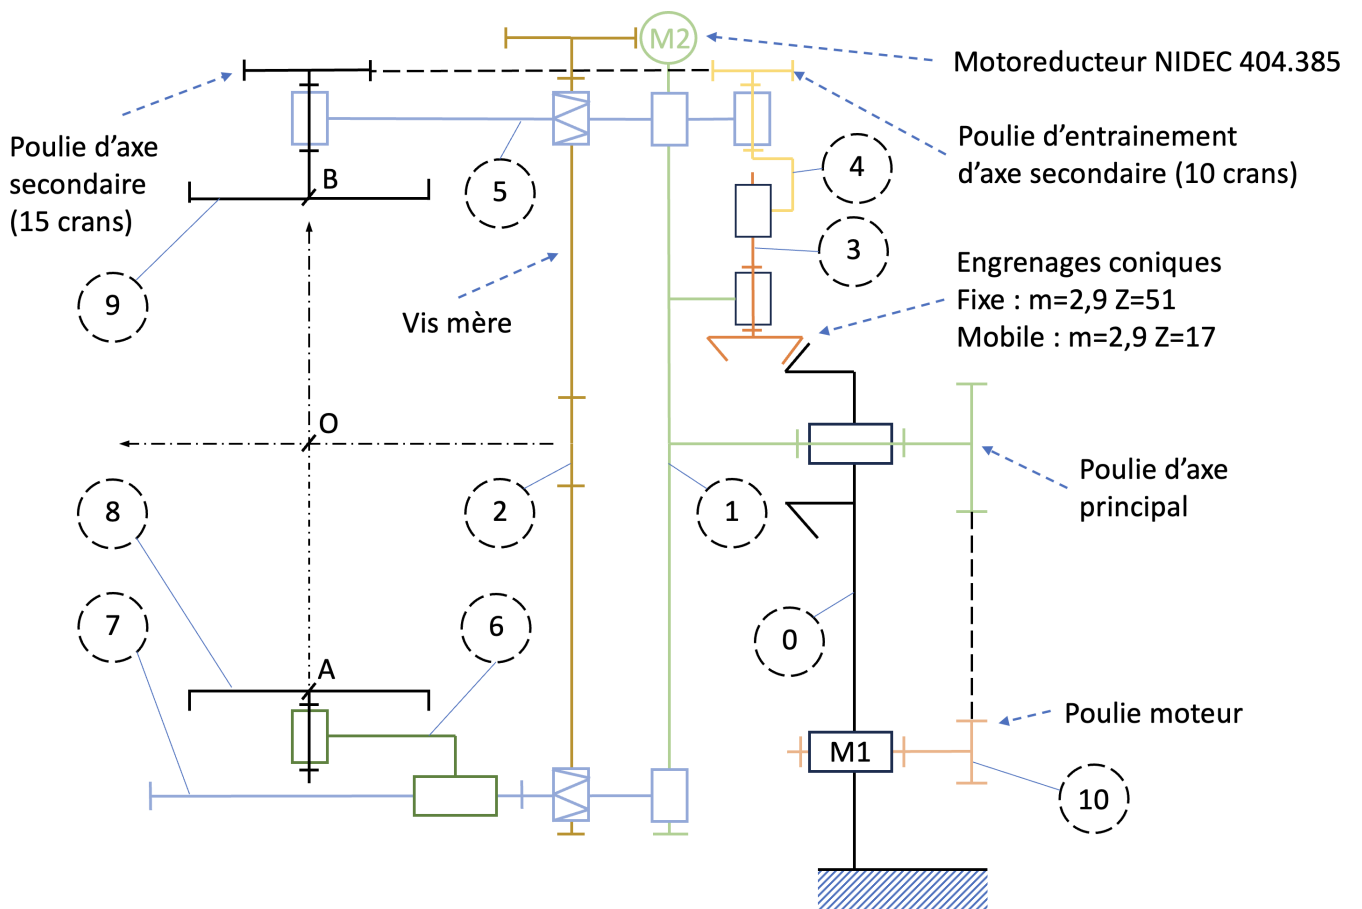 M2
Motoreducteur NIDEC 404.385
Poulie d’axe
secondaire
(15 crans)
Poulie d’entrainement
d’axe secondaire (10 crans)
B
5
4
3
9
Vis mère
Engrenages coniques
Fixe : m=2,9 Z=51
Mobile : m=2,9 Z=17
O
Poulie d’axe
principal
8
2
1
7
6
0
A
Poulie moteur
M1
10